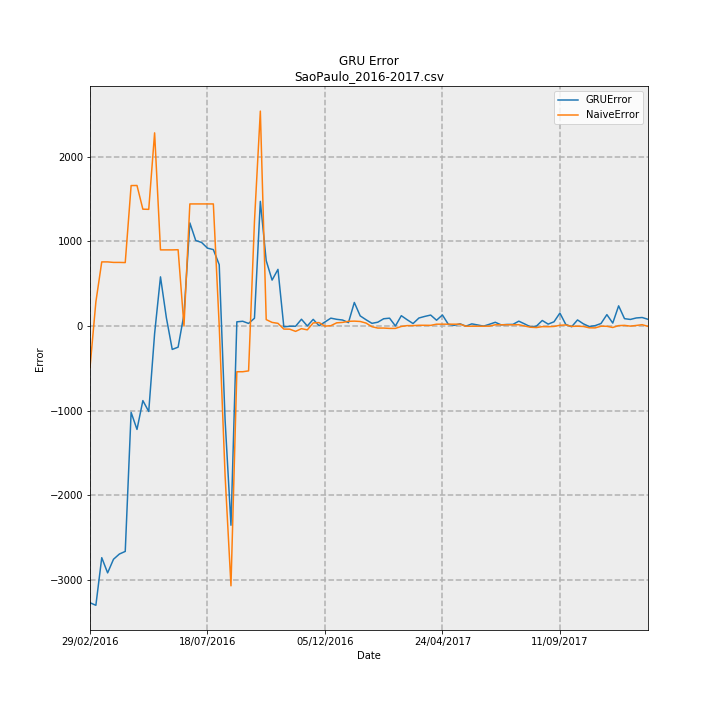 GRU Error
SaoPaulo_2016-2017.csv
GRUError
NaiveError
2000
1000
0
−1000
−2000
−3000
Error
29/02/2016
18/07/2016
05/12/2016
24/04/2017
11/09/2017
Date